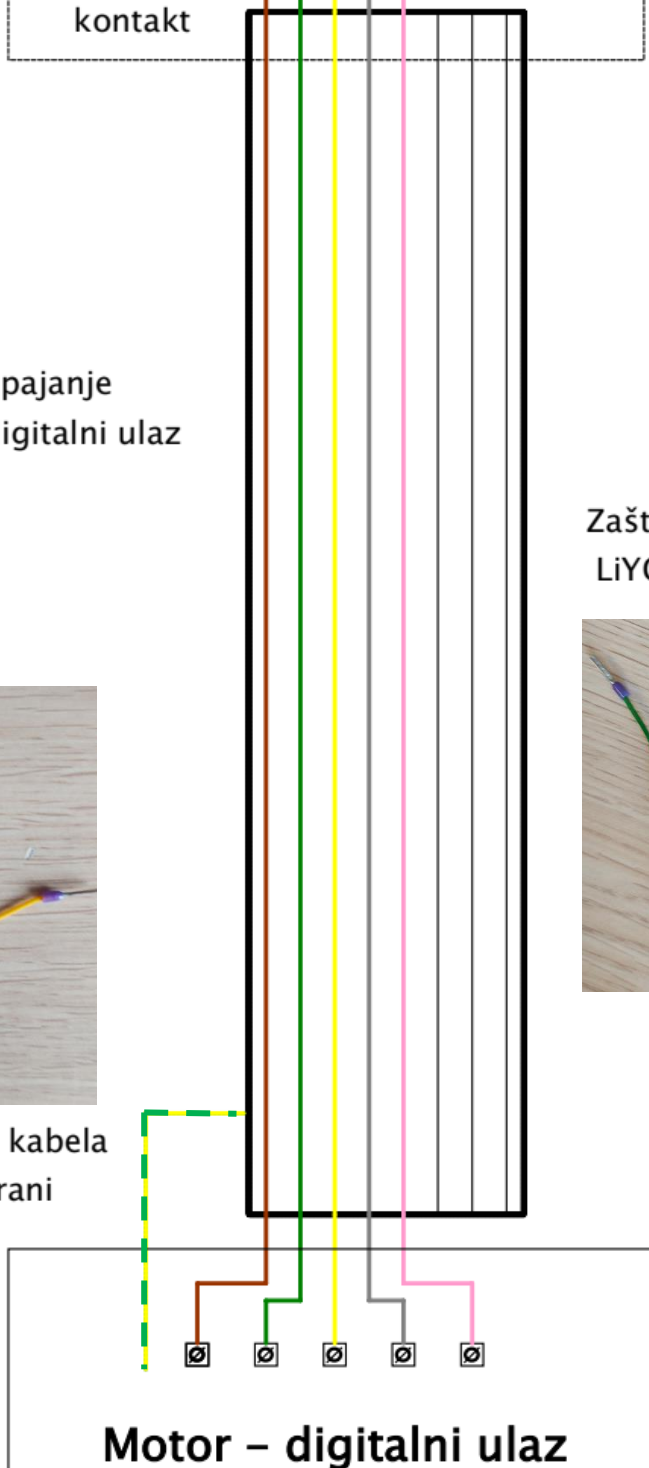 kontakt
pajanje
igitalni ulaz
Zašt
LiY
kabela
rani
Motor – digitalni ulaz